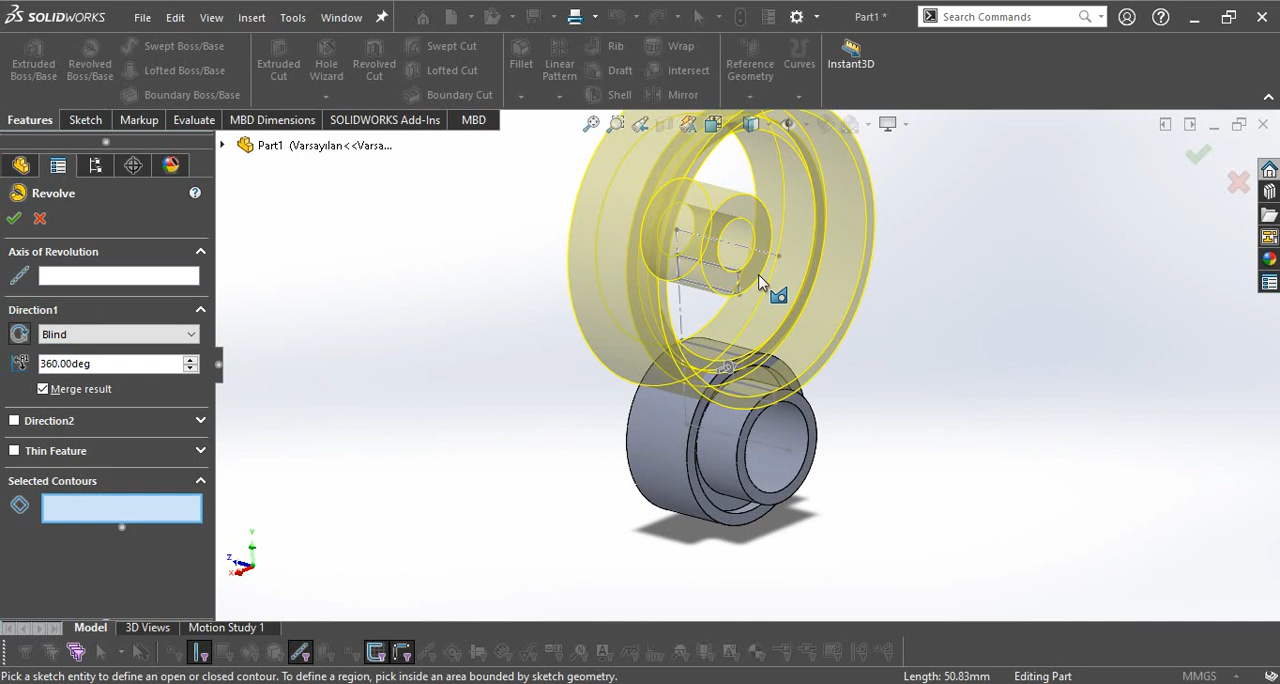 SOLIDWORKS File Edit View Insert Tools Window Part1 * Search Commands
Extruded Boss/Base
Revolved Boss/Base
Swept Boss/Base
Lofted Boss/Base
Boundary Boss/Base
Extruded Cut
Hole Wizard
Revolved Cut
Swept Cut
Lofted Cut
Boundary Cut
Fillet
Linear Pattern
Rib
Draft
Shell
Wrap
Intersect
Mirror
Reference Geometry
Curves
Instant3D
Features Sketch Markup Evaluate MBD Dimensions SOLIDWORKS Add-Ins MBD
Part1 (Varsayılan<<Varsa...
Revolve
Axis of Revolution
Direction1
Blind
360.00deg
Merge result
Direction2
Thin Feature
Selected Contours
Y
Z
X
Model 3D Views Motion Study 1
Pick a sketch entity to define an open or closed contour. To define a region, pick inside an area bounded by sketch geometry. Length: 50.83mm Editing Part MMGS